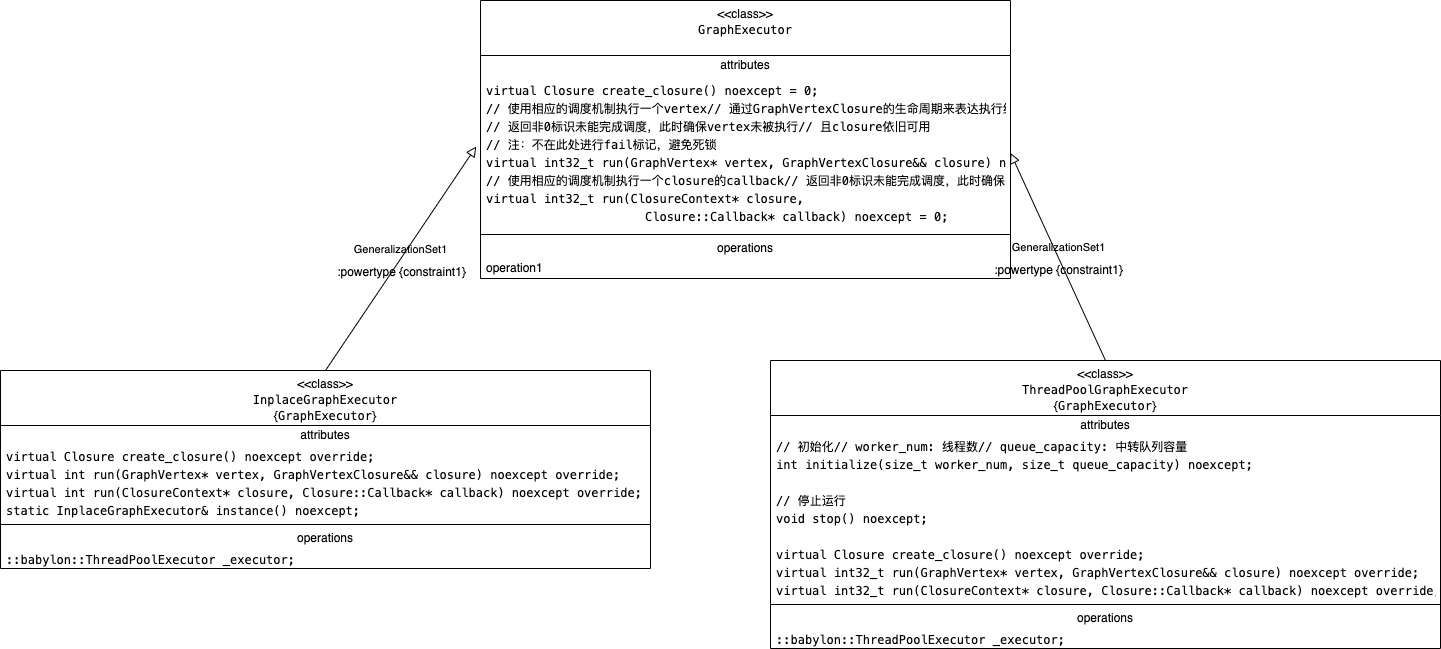 <<class>>
GraphExecutor
attributes
virtual Closure create_closure() noexcept = 0;
// 使用相应的调度机制执行一个vertex// 通过GraphVertexClosure的生命周期来表达执行
// 返回非0标识未能完成调度，此时确保vertex未被执行// 且closure依旧可用
// 注：不在此处进行fail标记，避免死锁
virtual int32_t run(GraphVertex* vertex, GraphVertexClosure&& closure) n
// 使用相应的调度机制执行一个closure的callback// 返回非0标识未能完成调度，此时确保
virtual int32_t run(ClosureContext* closure,
Closure::Callback* callback) noexcept = 0;
operations
operation1
GeneralizationSet1
:powertype {constraint1}
GeneralizationSet1
:powertype {constraint1}
<<class>>
InplaceGraphExecutor
{GraphExecutor}
attributes
virtual Closure create_closure() noexcept override;
virtual int run(GraphVertex* vertex, GraphVertexClosure&& closure) noexcept override;
virtual int run(ClosureContext* closure, Closure::Callback* callback) noexcept override;
static InplaceGraphExecutor& instance() noexcept;
operations
::babylon::ThreadPoolExecutor _executor;
<<class>>
ThreadPoolGraphExecutor
{GraphExecutor}
attributes
// 初始化// worker_num: 线程数// queue_capacity: 中转队列容量
int initialize(size_t worker_num, size_t queue_capacity) noexcept;
// 停止运行
void stop() noexcept;
virtual Closure create_closure() noexcept override;
virtual int32_t run(GraphVertex* vertex, GraphVertexClosure&& closure) noexcept override;
virtual int32_t run(ClosureContext* closure, Closure::Callback* callback) noexcept override
operations
::babylon::ThreadPoolExecutor _executor;